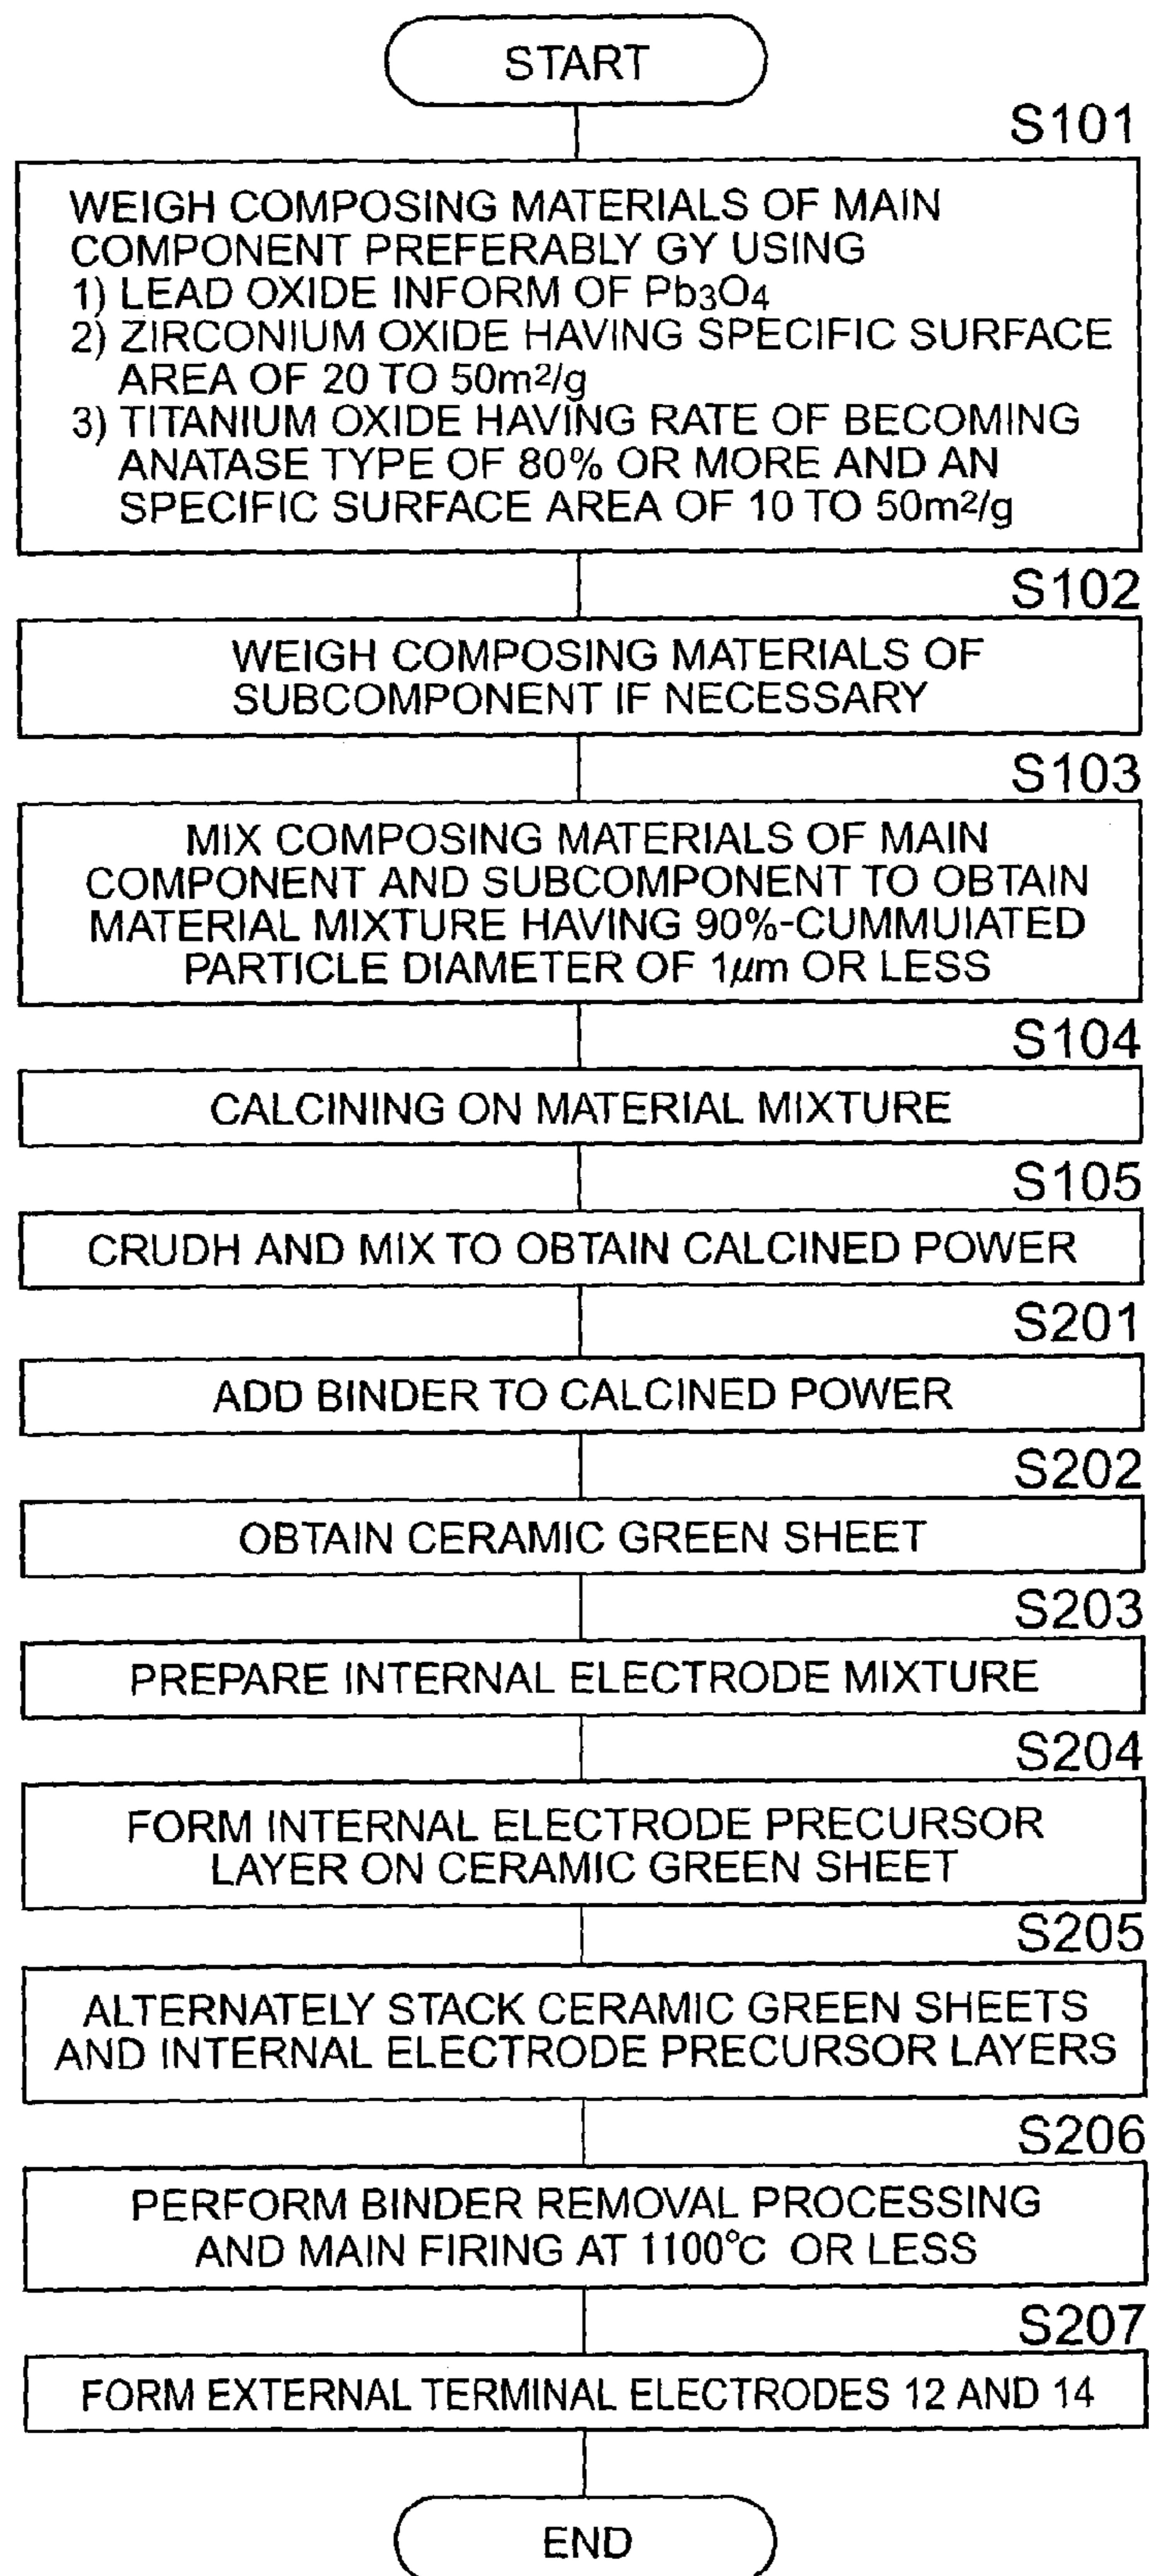 START
S101
WEIGH COMPOSING MATERIALS OF MAIN
COMPONENT PREFERABLY GY USING
1) LEAD OXIDE INFORM OF Pb3O4
2) ZIRCONIUM OXIDE HAVING SPECIFIC SURFACE
AREA OF 20 TO 50m2/g
3) TITANIUM OXIDE HAVING RATE OF BECOMING
ANATASE TYPE OF 80% OR MORE AND AN
SPECIFIC SURFACE AREA OF 10 TO 50m2/g
S102
WEIGH COMPOSING MATERIALS OF
SUBCOMPONENT IF NECESSARY
S103
MIX COMPOSING MATERIALS OF MAIN
COMPONENT AND SUBCOMPONENT TO OBTAIN
MATERIAL MIXTURE HAVING 90%-CUMMUIATED
PARTICLE DIAMETER OF 1μm OR LESS
S104
CALCINING ON MATERIAL MIXTURE
S105
CRUDH AND MIX TO OBTAIN CALCINED POWER
S201
ADD BINDER TO CALCINED POWER
S202
OBTAIN CERAMIC GREEN SHEET
S203
PREPARE INTERNAL ELECTRODE MIXTURE
S204
FORM INTERNAL ELECTRODE PRECURSOR
LAYER ON CERAMIC GREEN SHEET
S205
ALTERNATELY STACK CERAMIC GREEN SHEETS
AND INTERNAL ELECTRODE PRECURSOR LAYERS
S206
PERFORM BINDER REMOVAL PROCESSING
AND MAIN FIRING AT 1100°C OR LESS
S207
FORM EXTERNAL TERMINAL ELECTRODES 12 AND 14
END